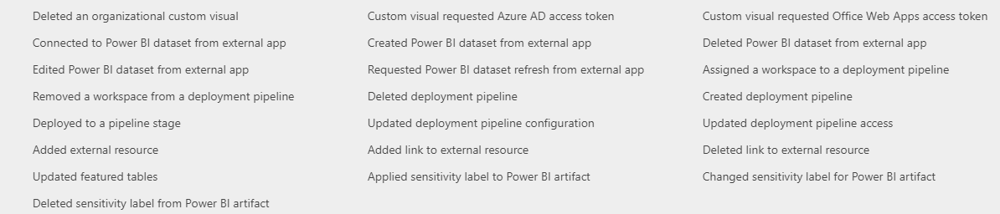 Deleted an organizational custom visual
Custom visual requested Azure AD access token
Custom visual requested Office Web Apps access token
Connected to Power BI dataset from external app
Created Power BI dataset from external app
Deleted Power BI dataset from external app
Edited Power BI dataset from external app
Requested Power BI dataset refresh from external app
Assigned a workspace to a deployment pipeline
Removed a workspace from a deployment pipeline
Deleted deployment pipeline
Created deployment pipeline
Deployed to a pipeline stage
Updated deployment pipeline configuration
Updated deployment pipeline access
Added external resource
Added link to external resource
Deleted link to external resource
Updated featured tables
Applied sensitivity label to Power BI artifact
Changed sensitivity label for Power BI artifact
Deleted sensitivity label from Power BI artifact